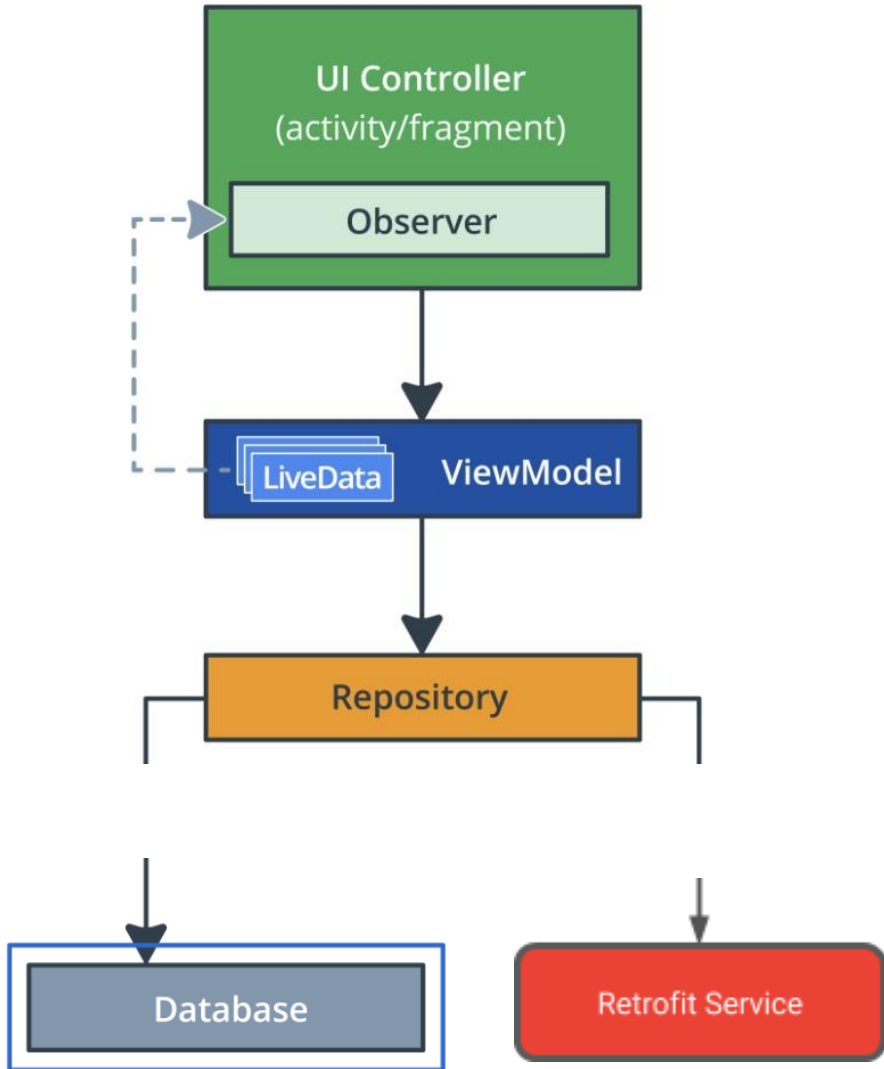 UI Controller
(activity/fragment)
Observer
LiveData
ViewModel
Repository
Database
Retrofit Service